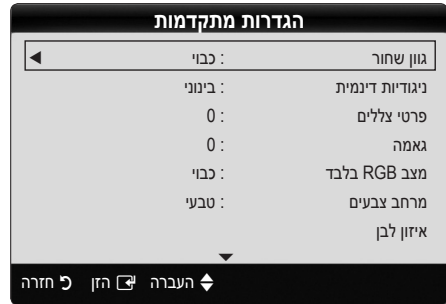 הגדרות מתקדמות
גוון שחור : כבוי
ניגודיות דינמית : בינוני
פרטי צללים : 0
גאמה : 0
מצב RGB בלבד : כבוי
מרחב צבעים : טבעי
איזון לבן
העברה הזן חזרה